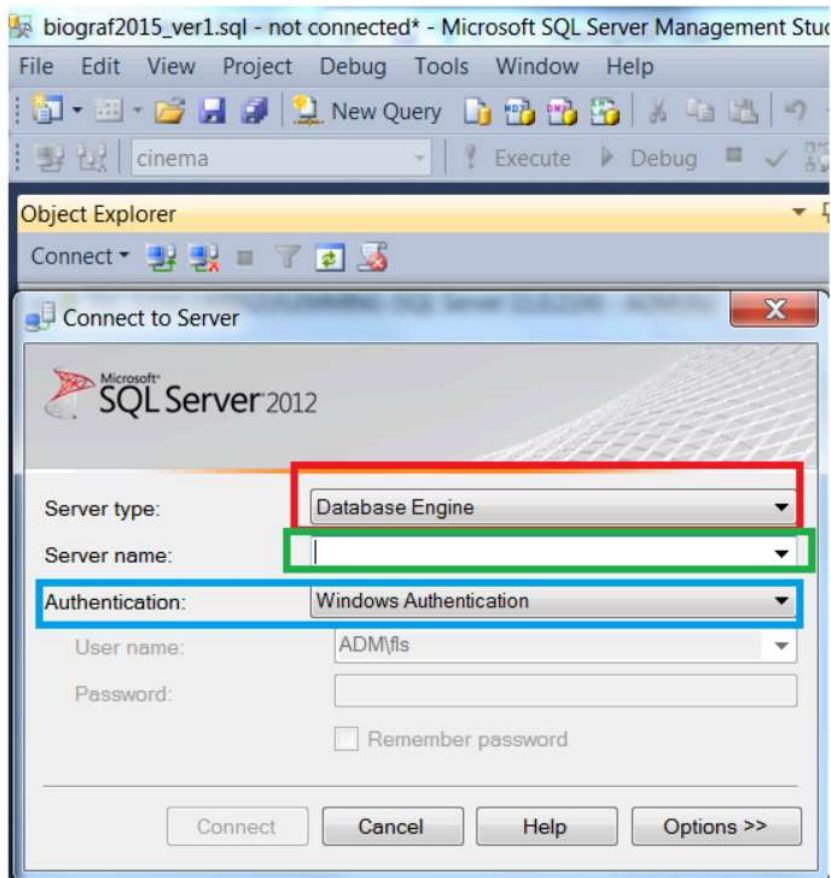 biograf2015_ver1.sql - not connected* - Microsoft SQL Server Management Stud
File Edit View Project Debug Tools Window Help
New Query
cinema Execute Debug
Object Explorer
Connect
Connect to Server
Microsoft
SQL Server 2012
Server type: Database Engine
Server name:
Authentication: Windows Authentication
User name: ADM\fls
Password:
Remember password
Connect Cancel Help Options >>